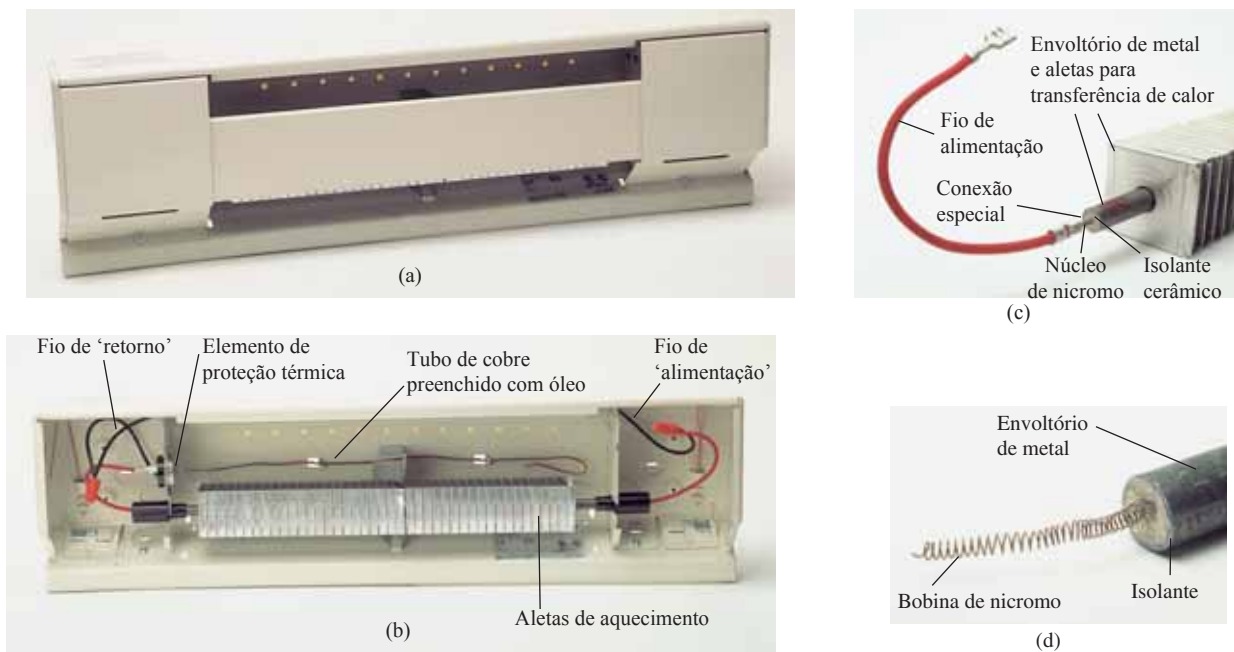 (a)
Envoltório de metal
e aletas para
transferência de calor
Fio de
alimentação
Conexão
especial
Núcleo
de nicromo
Isolante
cerâmico
(c)
Fio de ‘retorno’
Elemento de
proteção térmica
Tubo de cobre
preenchido com óleo
Fio de
‘alimentação’
Aletas de aquecimento
(b)
Envoltório
de metal
Bobina de nicromo
Isolante
(d)